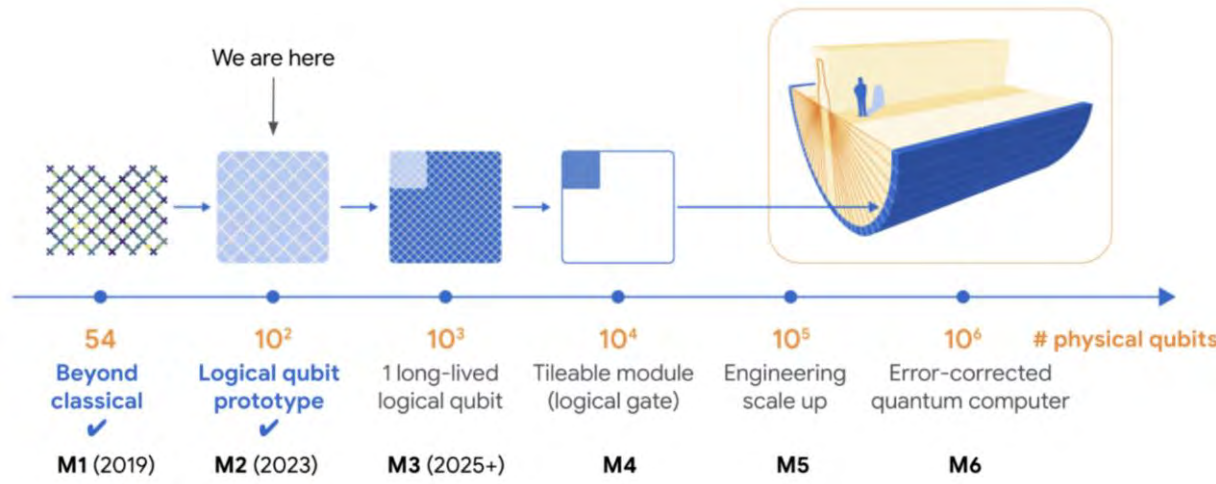 We are here
54
10²
10³
10⁴
10⁵
10⁶
# physical qubits
Beyond
classical
✔
Logical qubit
prototype
✔
1 long-lived
logical qubit
Tileable module
(logical gate)
Engineering
scale up
Error-corrected
quantum computer
M1 (2019)
M2 (2023)
M3 (2025+)
M4
M5
M6